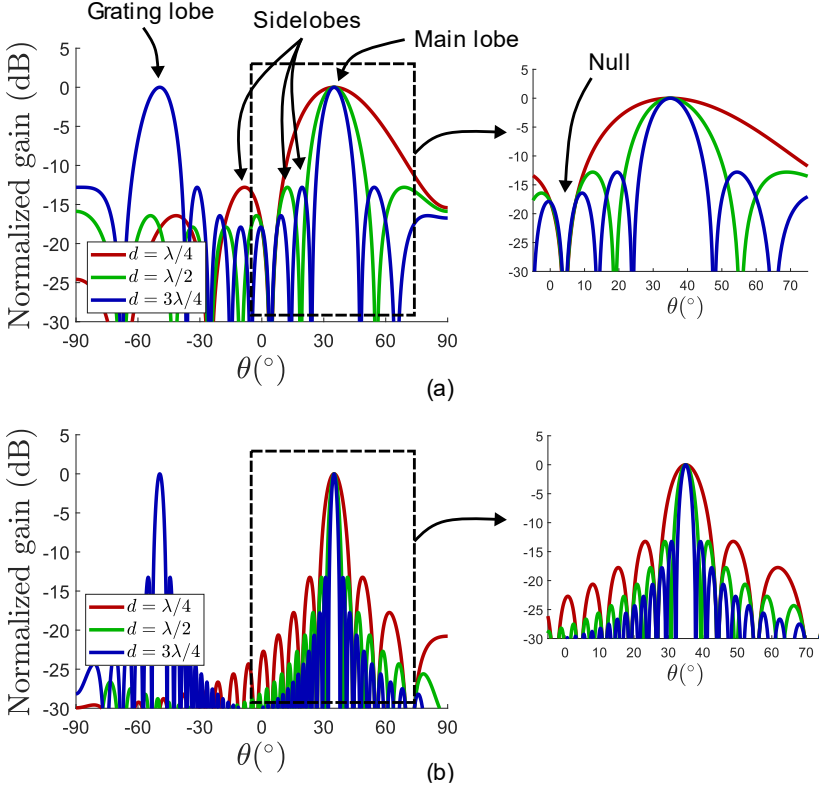 Grating lobe
Sidelobes
Main lobe
Null
Normalized gain (dB)
5
0
-5
-10
-15
-20
-25
-30
d = λ/4
d = λ/2
d = 3λ/4
-90 -60 -30 0 30 60 90
θ(°)
5
0
-5
-10
-15
-20
-25
-30
0 10 20 30 40 50 60 70
θ(°)
(a)
Normalized gain (dB)
5
0
-5
-10
-15
-20
-25
-30
d = λ/4
d = λ/2
d = 3λ/4
-90 -60 -30 0 30 60 90
θ(°)
5
0
-5
-10
-15
-20
-25
-30
0 10 20 30 40 50 60 70
θ(°)
(b)